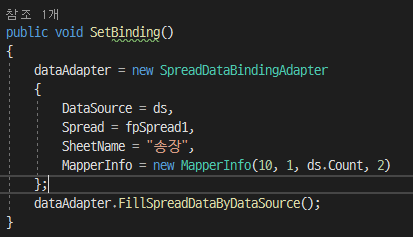 참조 1개
public void SetBinding()
{
dataAdapter = new SpreadDataBindingAdapter
{
DataSource = ds,
Spread = fpSpread1,
SheetName = "송장",
MapperInfo = new MapperInfo(10, 1, ds.Count, 2)
};
dataAdapter.FillSpreadDataByDataSource();
}